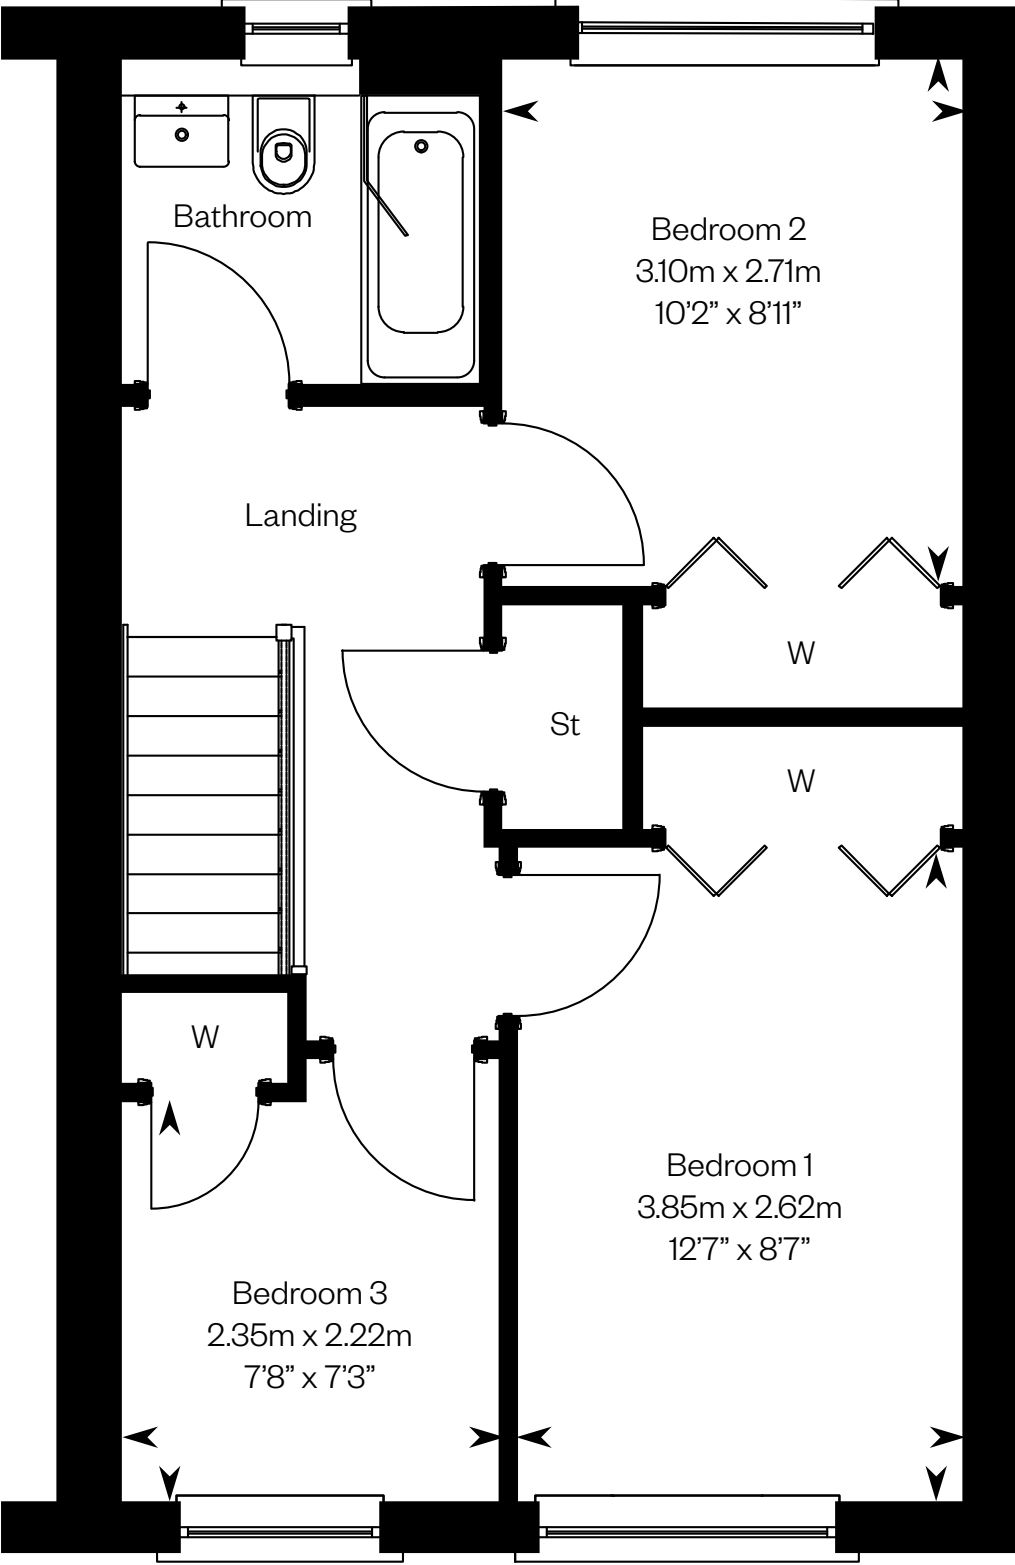 Bathroom
Bedroom 2
3.10m x 2.71m
10’2” x 8’11”
Landing
W
St
W
W
Bedroom 1
3.85m x 2.62m
12’7” x 8’7”
Bedroom 3
2.35m x 2.22m
7’8” x 7’3”